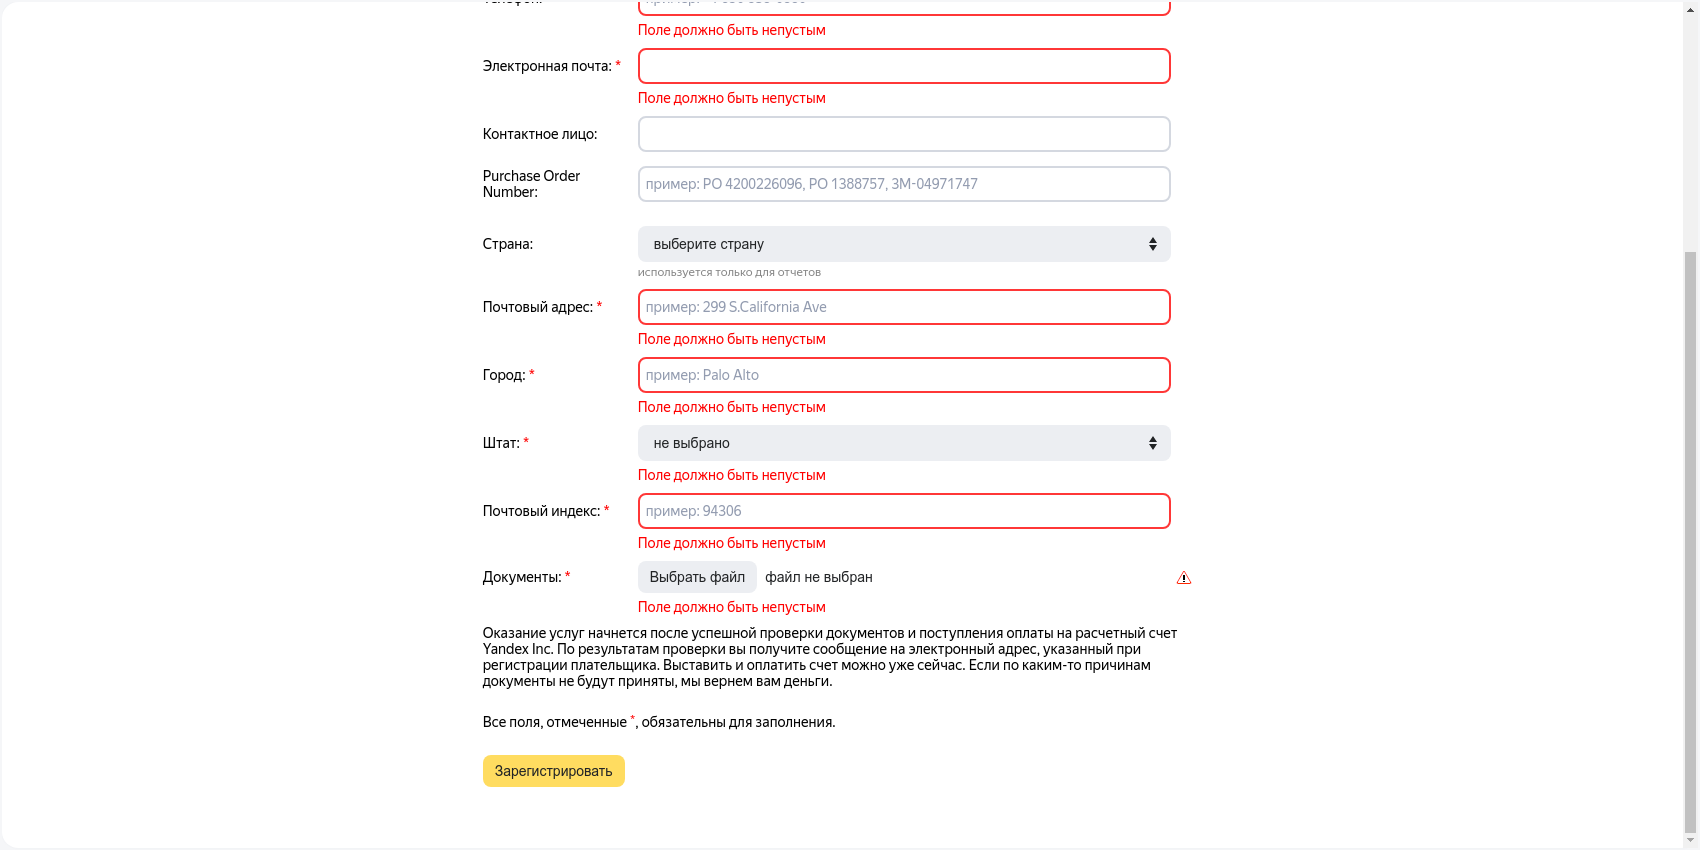 Поле должно быть непустым
Электронная почта: *
Поле должно быть непустым
Контактное лицо:
Purchase Order
Number:
пример: PO 4200226096, PO 1388757, 3M-04971747
Страна:
выберите страну
используется только для отчетов
Почтовый адрес: *
пример: 299 S.California Ave
Поле должно быть непустым
Город: *
пример: Palo Alto
Поле должно быть непустым
Штат: *
не выбрано
Поле должно быть непустым
Почтовый индекс: *
пример: 94306
Поле должно быть непустым
Документы: *
Выбрать файл файл не выбран
Поле должно быть непустым
Оказание услуг начнется после успешной проверки документов и поступления оплаты на расчетный счет
Yandex Inc. По результатам проверки вы получите сообщение на электронный адрес, указанный при
регистрации плательщика. Выставить и оплатить счет можно уже сейчас. Если по каким-то причинам
документы не будут приняты, мы вернем вам деньги.
Все поля, отмеченные *, обязательны для заполнения.
Зарегистрировать